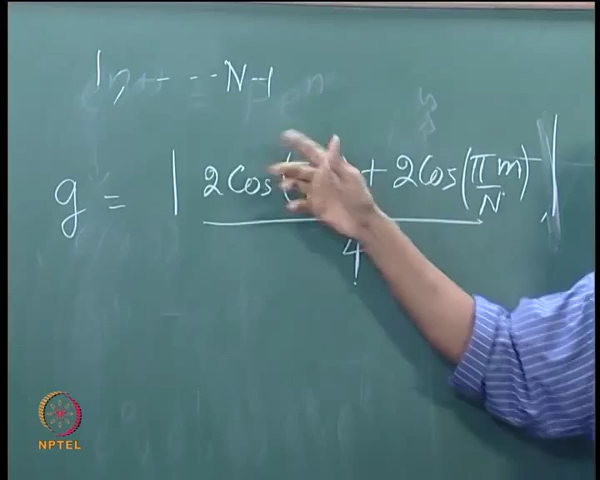 1, - - - - N-1
g = | 2 Cos( + 2 Cos(π m / N) |
4
NPTEL